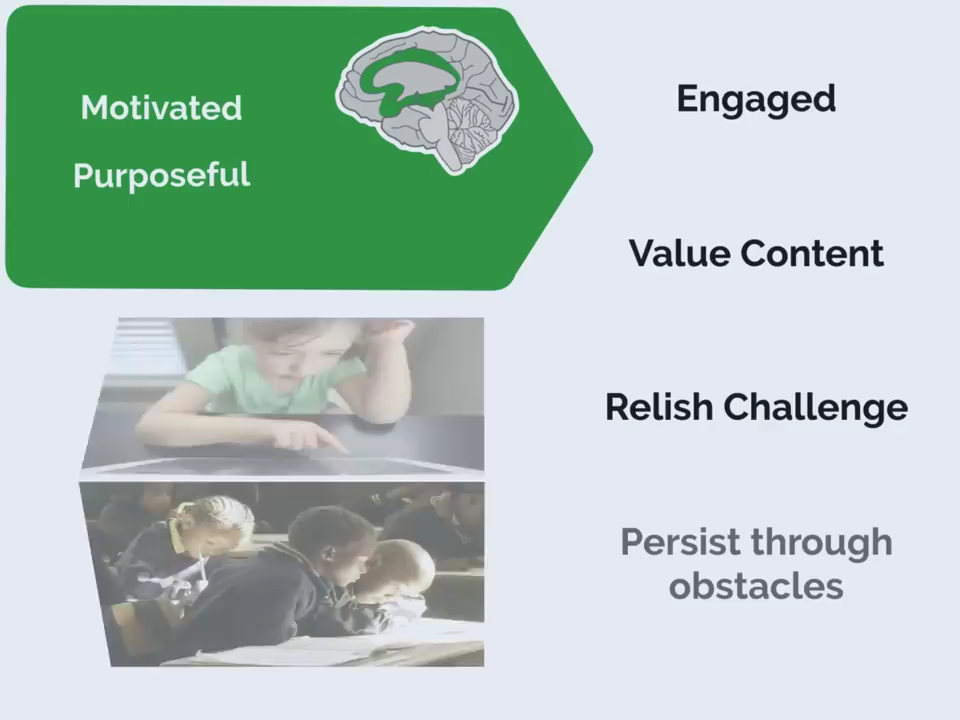 Motivated
Purposeful
Engaged
Value Content
Relish Challenge
Persist through
obstacles